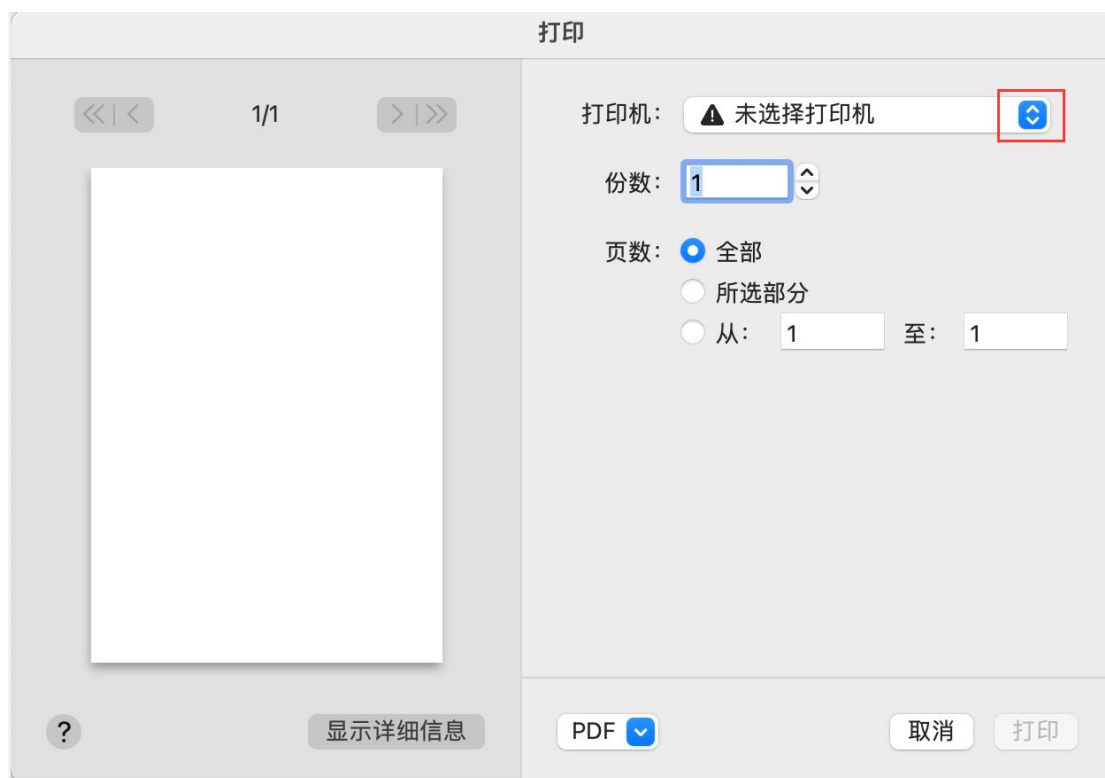 打印
1/1
打印机： 未选择打印机
份数： 1
页数： 全部
所选部分
从： 1 至： 1
? 显示详细信息 PDF 取消 打印